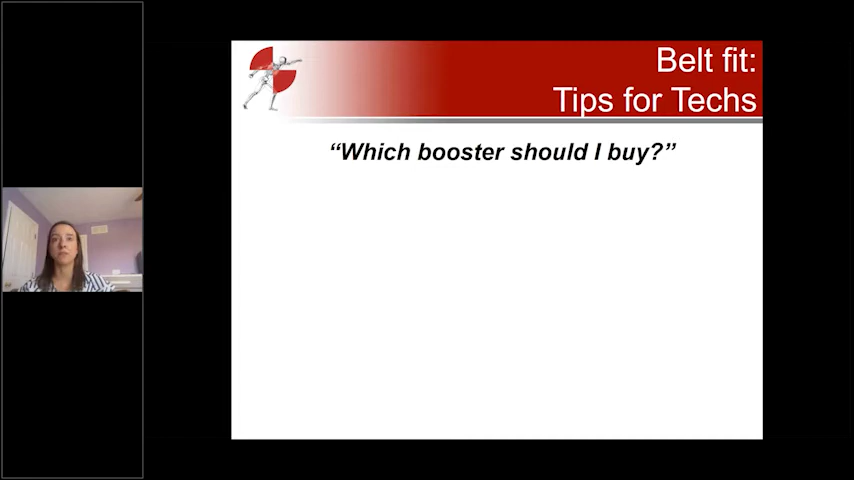 Belt fit:
Tips for Techs
“Which booster should I buy?”